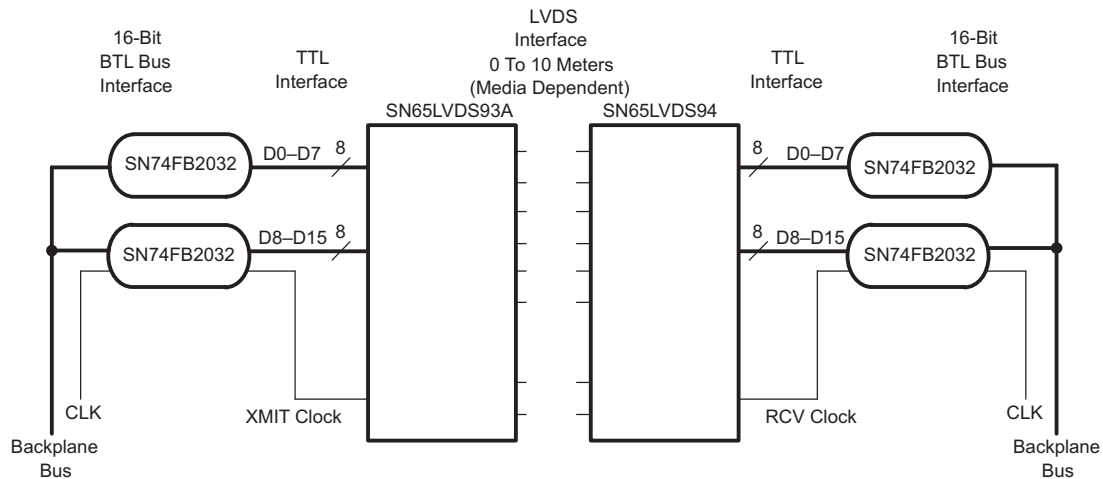 LVDS
Interface
0 To 10 Meters
(Media Dependent)
16-Bit
BTL Bus
Interface
TTL
Interface
TTL
Interface
16-Bit
BTL Bus
Interface
SN65LVDS93A
SN65LVDS94
SN74FB2032
D0–D7
8
8
D0–D7
SN74FB2032
SN74FB2032
D8–D15
8
8
D8–D15
SN74FB2032
CLK
XMIT Clock
RCV Clock
CLK
Backplane
Bus
Backplane
Bus